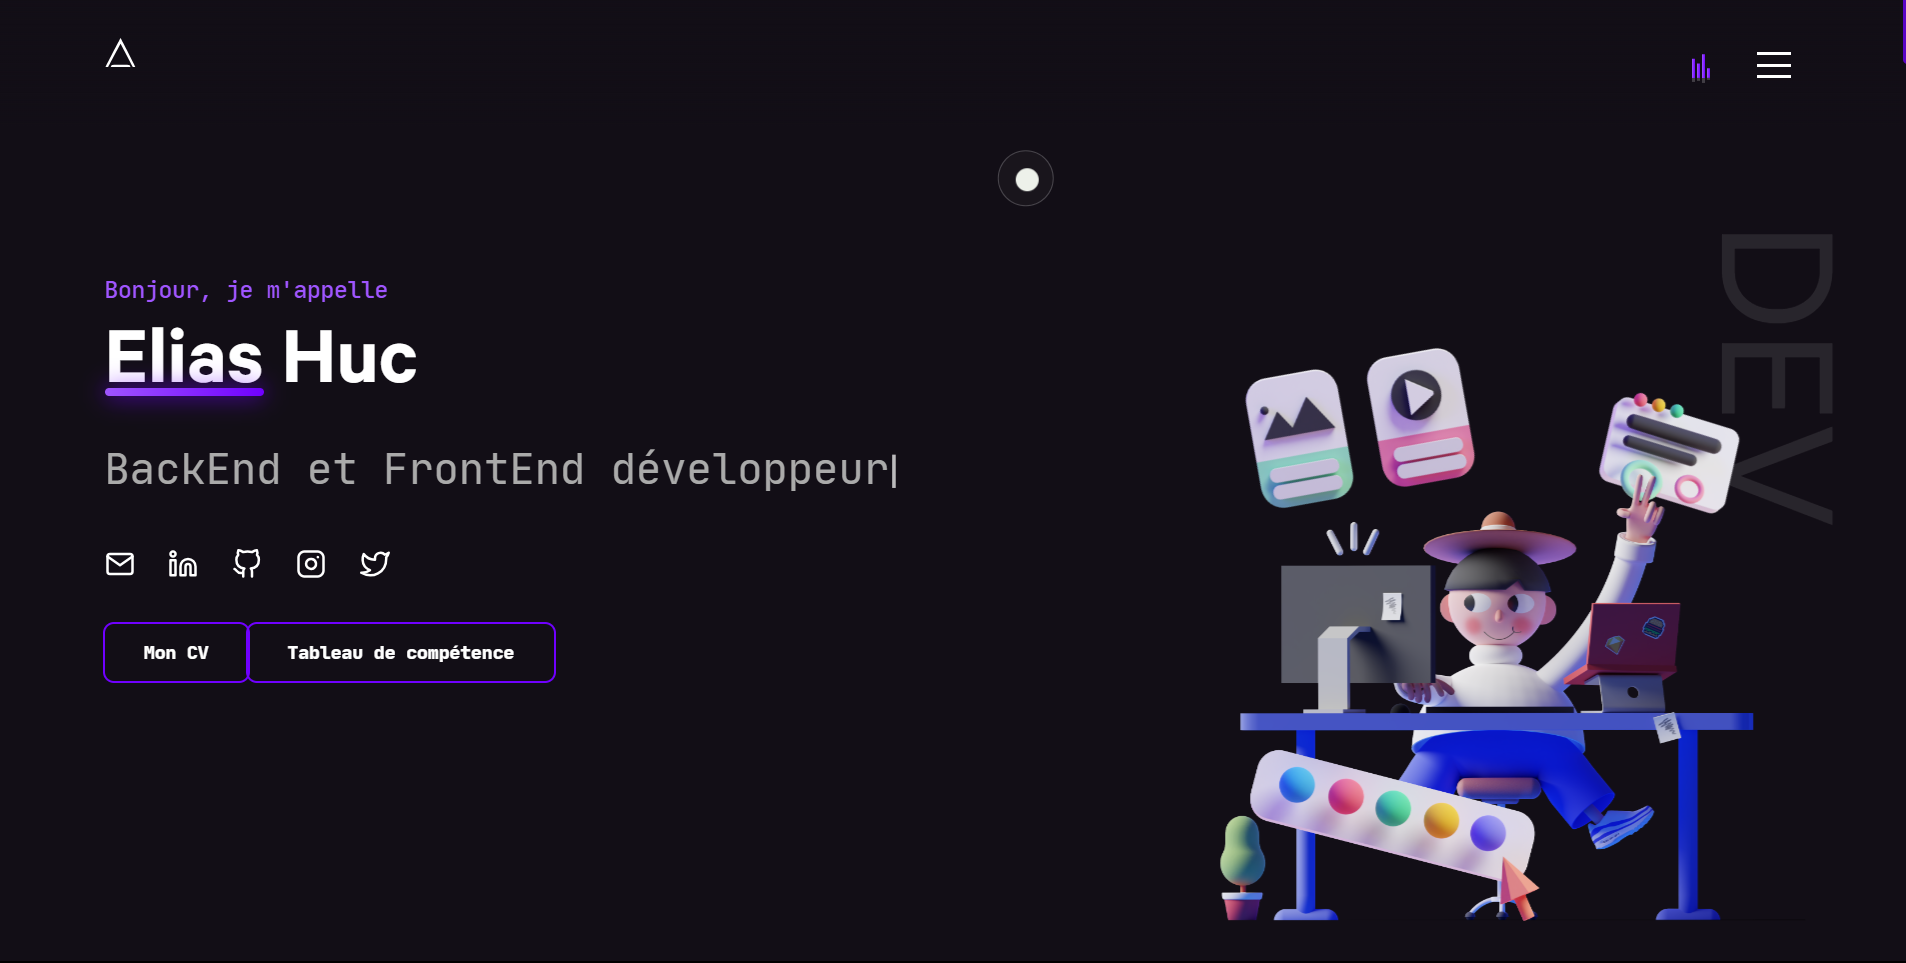 Bonjour, je m'appelle
Elias Huc
BackEnd et FrontEnd développeur
Mon CV
Tableau de compétence
DEV